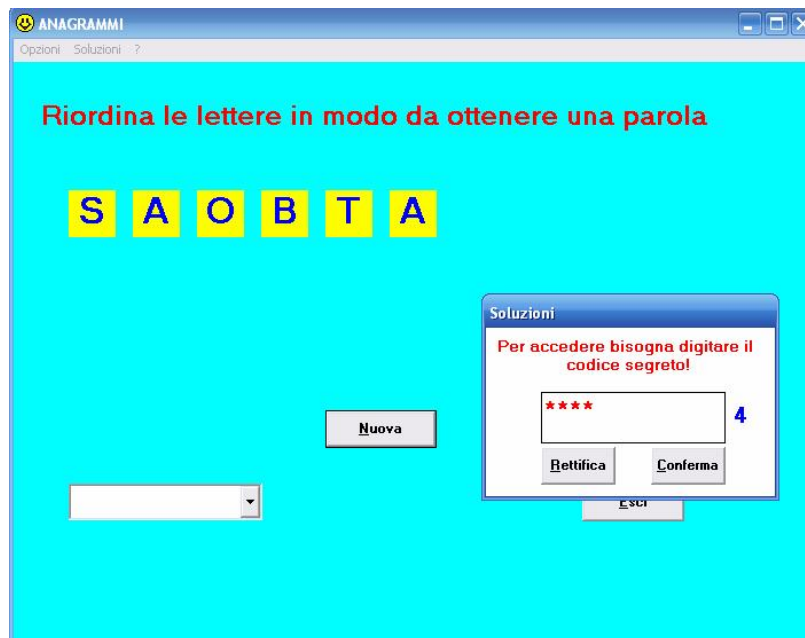 ANAGRAMMI
Opzioni Soluzioni ?
Riordina le lettere in modo da ottenere una parola
S A O B T A
Soluzioni
Per accedere bisogna digitare il
codice segreto!
****
4
Nuova
Rettifica Conferma
Esci